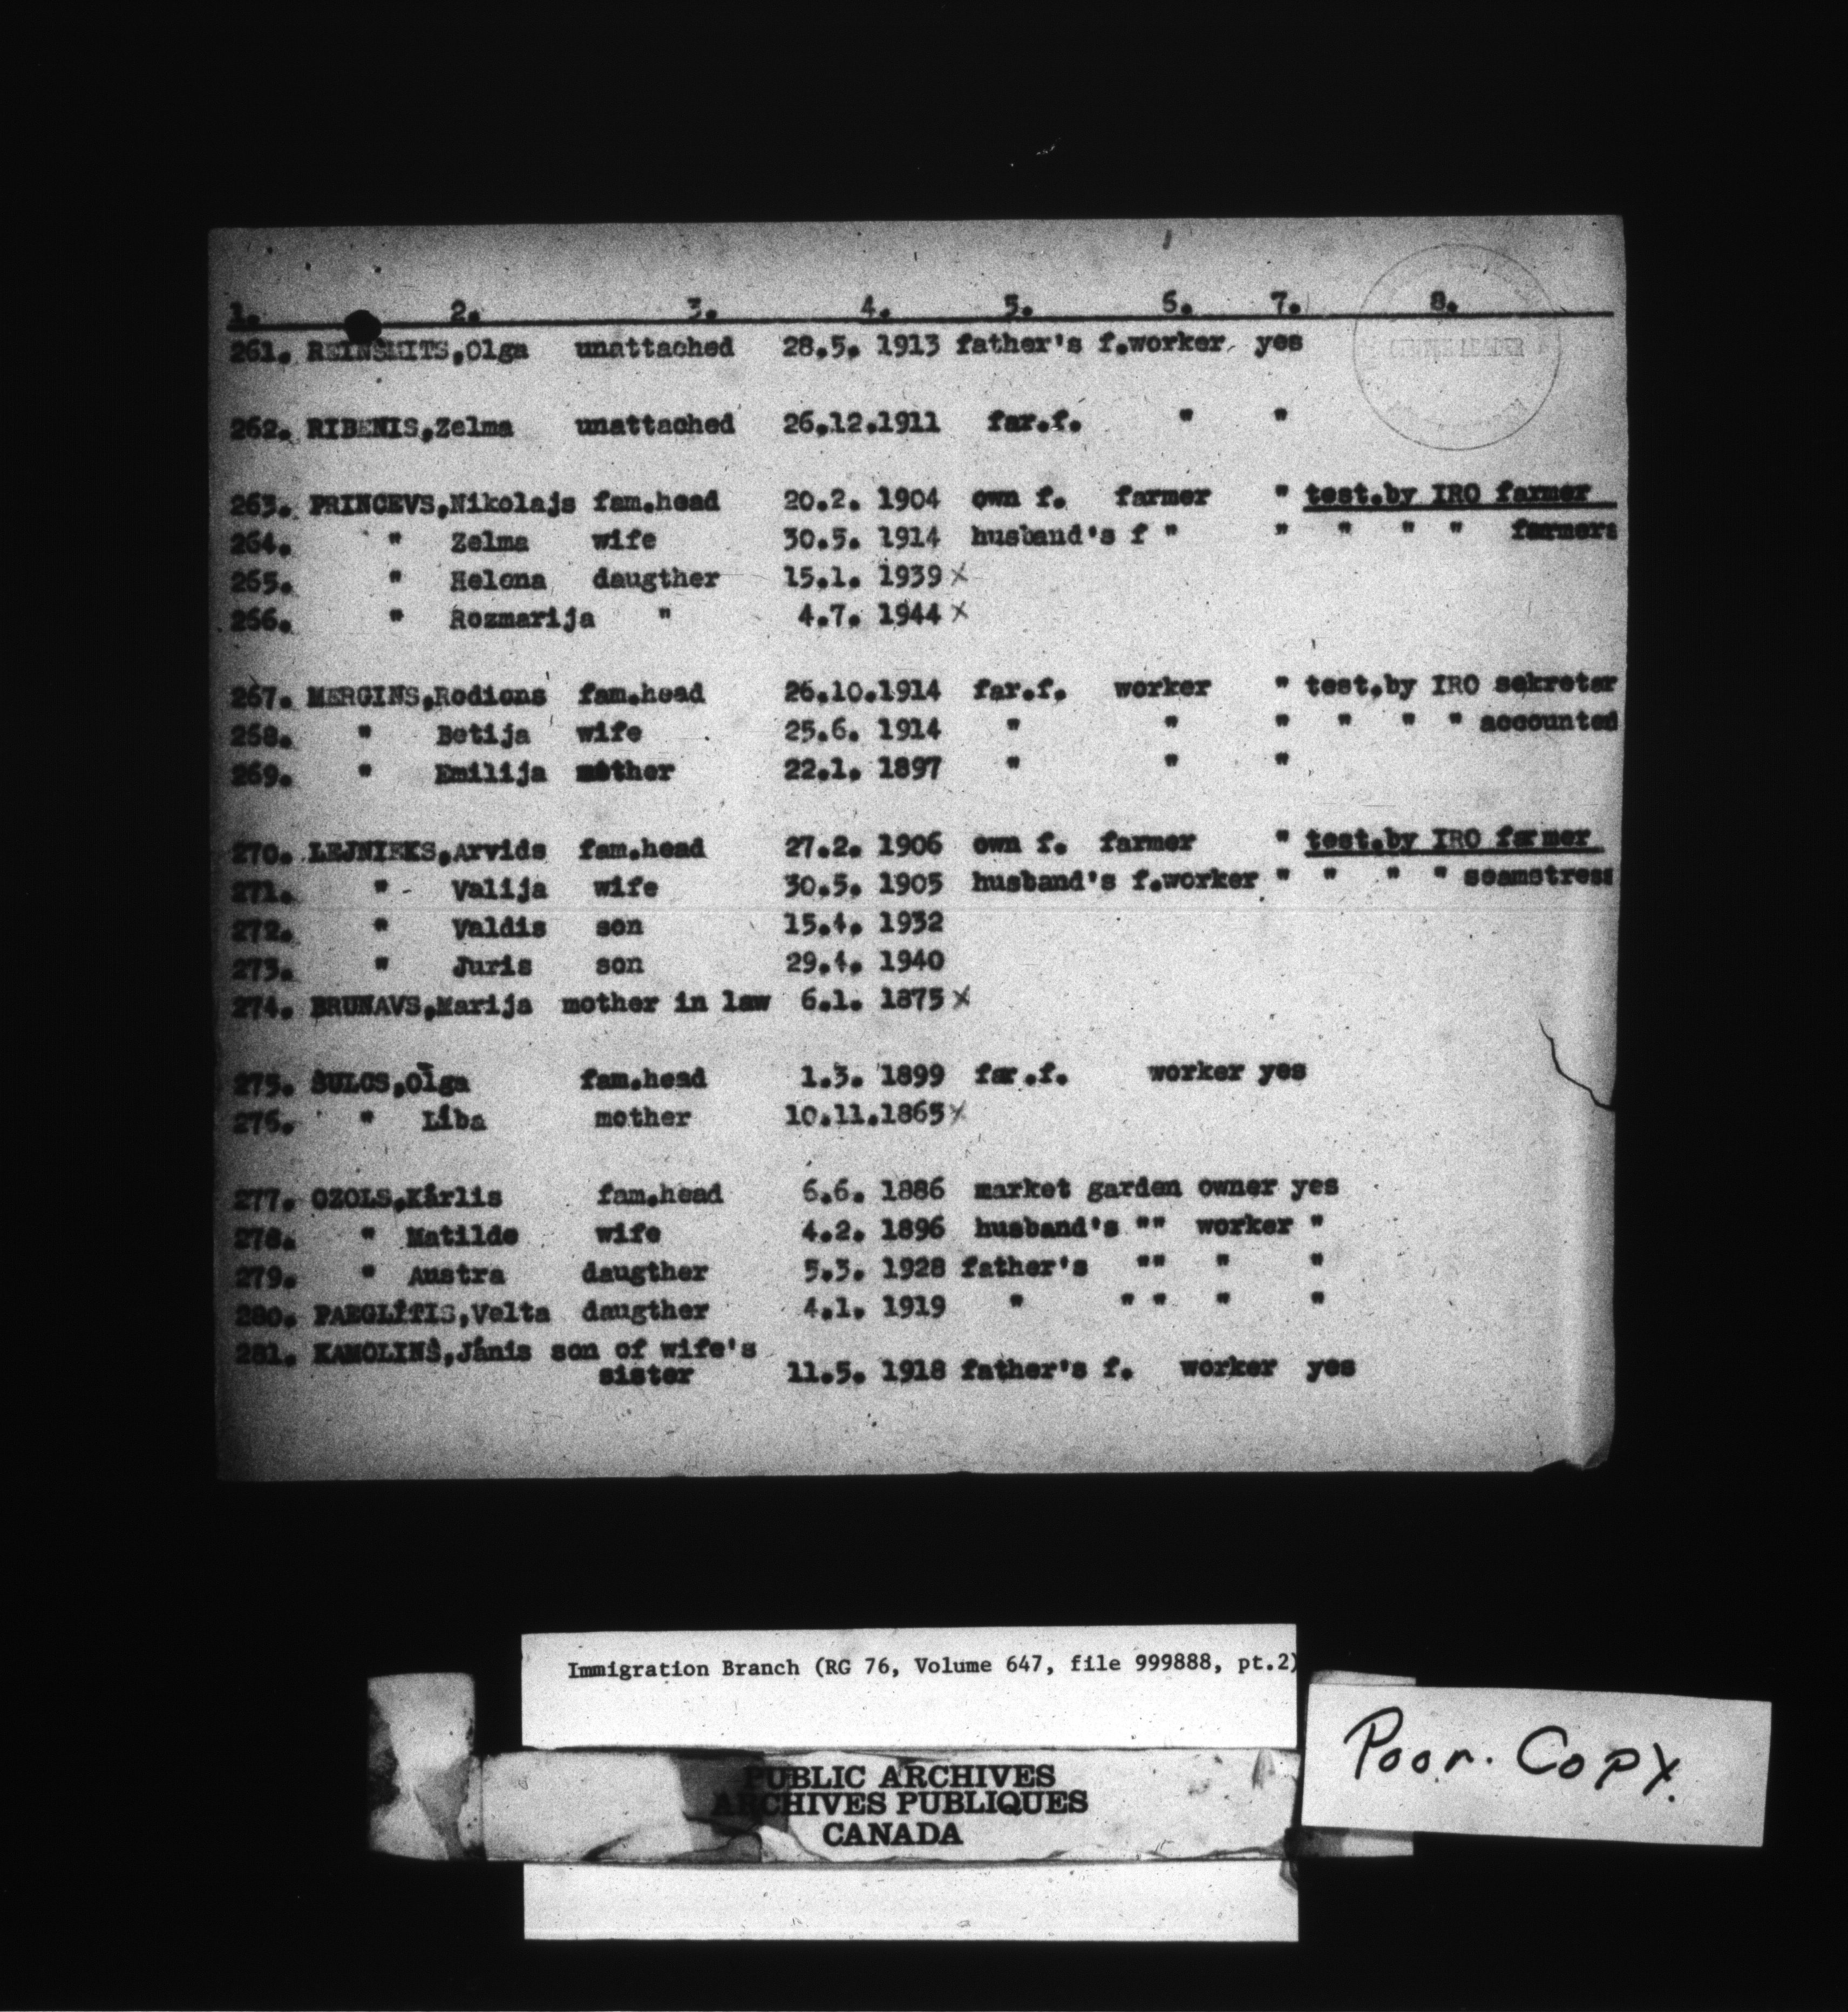 1. 2. 3. 4. 5. 6. 7. 8.
261. REINSMITS,Olga unattached 28.5. 1913 father's f.worker yes
262. RIBENIS,Zelma unattached 26.12.1911 far.f. " "
263. PRINCEVS,Nikolajs fam.head 20.2. 1904 own f. farmer " test.by IRO farmer
264. " Zelma wife 30.5. 1914 husband's f " " " " " farmers
265. " Helona daugther 15.1. 1939 x
266. " Rozmarija " 4.7. 1944 x
267. MERGINS,Rodions fam.head 26.10.1914 far.f. worker " test.by IRO sekretar
268. " Betija wife 25.6. 1914 " " " " " " accounted
269. " Emilija mother 22.1. 1897 " " "
270. LEJNIEKS,Arvids fam.head 27.2. 1906 own f. farmer " test.by IRO farmer
271. " - Valija wife 30.5. 1905 husband's f.worker " " " " seamstress
272. " Valdis son 15.4. 1932
273. " Juris son 29.4. 1940
274. BRUNAVS,Marija mother in law 6.1. 1875 x
275. ŠULCS,Olga fam.head 1.3. 1899 far.f. worker yes
276. " Lība mother 10.11.1865 x
277. OZOLS,Kārlis fam.head 6.6. 1886 market garden owner yes
278. " Matilde wife 4.2. 1896 husband's "" worker "
279. " Austra daugther 5.3. 1928 father's "" " "
280. PAEGLĪTIS,Velta daugther 4.1. 1919 " " " " "
281. KAMOLINŠ,Jānis son of wife's
sister 11.5. 1918 father's f. worker yes
CENTRE LEADER
Immigration Branch (RG 76, Volume 647, file 999888, pt.2)
PUBLIC ARCHIVES
ARCHIVES PUBLIQUES
CANADA
Poor. Copy.